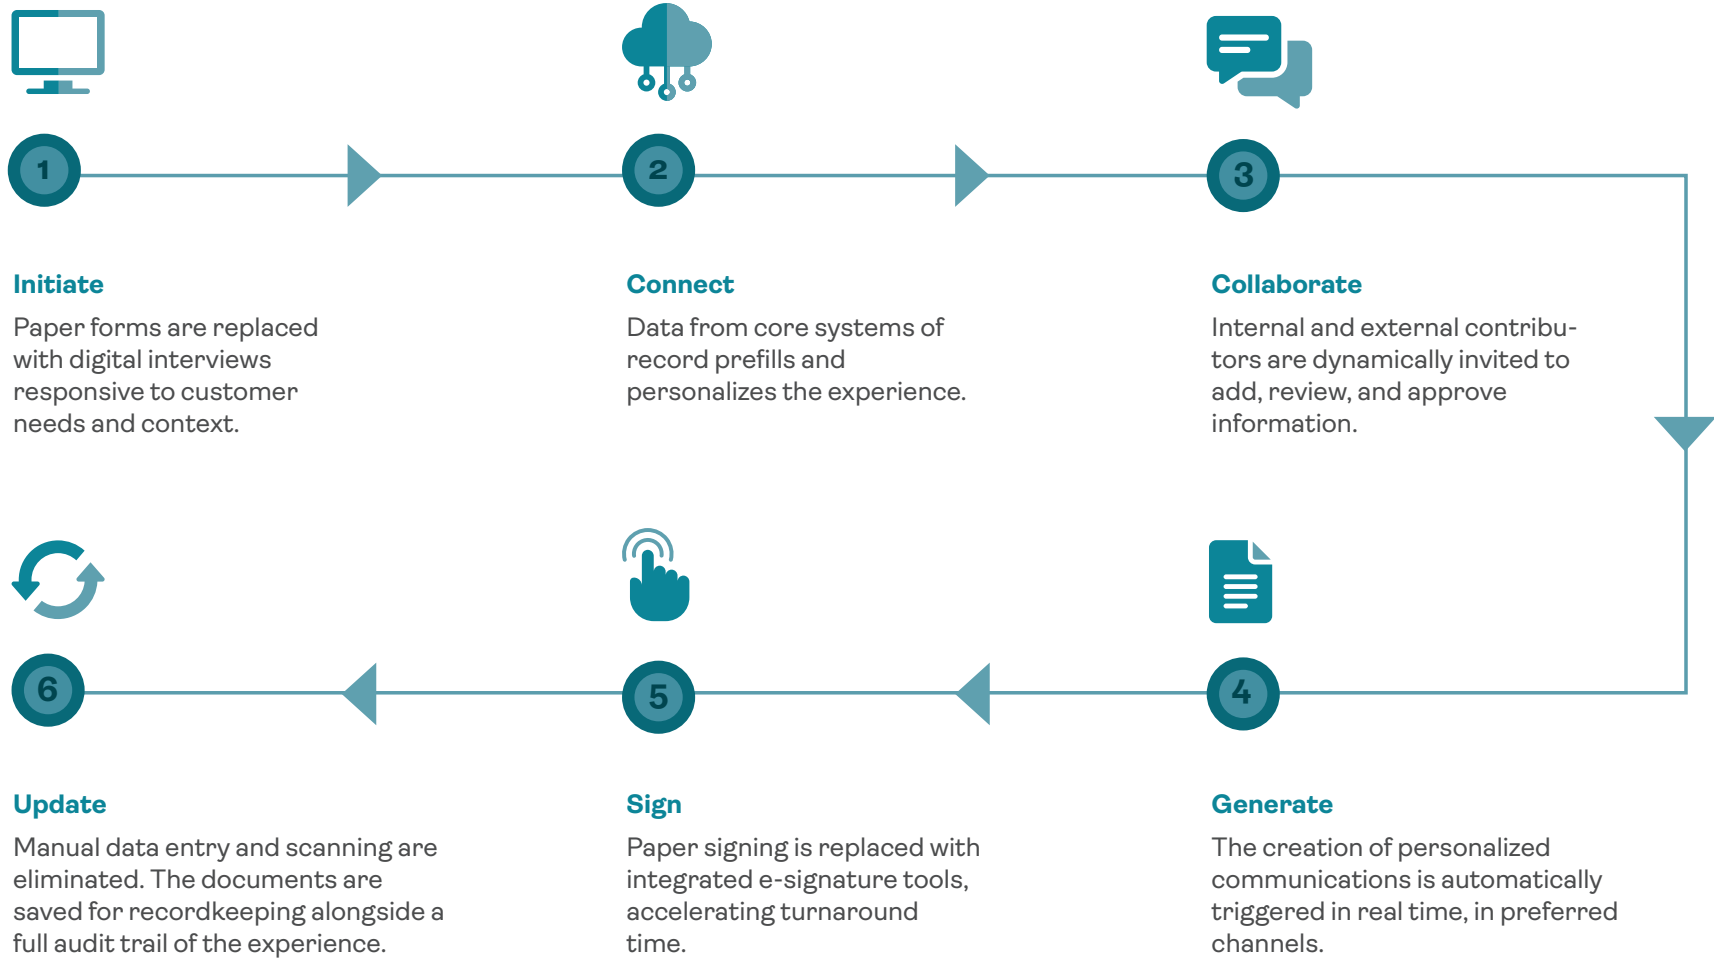 1
2
3
Initiate
Paper forms are replaced
with digital interviews
responsive to customer
needs and context.
Connect
Data from core systems of
record prefills and
personalizes the experience.
Collaborate
Internal and external contribu-
tors are dynamically invited to
add, review, and approve
information.
4
Generate
The creation of personalized
communications is automatically
triggered in real time, in preferred
channels.
5
Sign
Paper signing is replaced with
integrated e-signature tools,
accelerating turnaround
time.
6
Update
Manual data entry and scanning are
eliminated. The documents are
saved for recordkeeping alongside a
full audit trail of the experience.